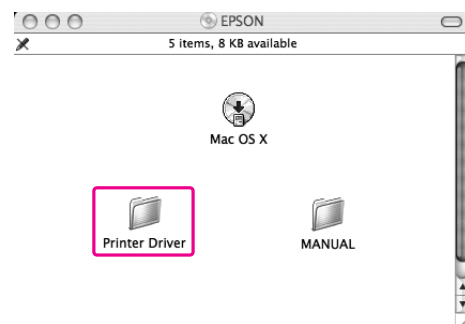 EPSON
5 items, 8 KB available
Mac OS X
Printer Driver
MANUAL